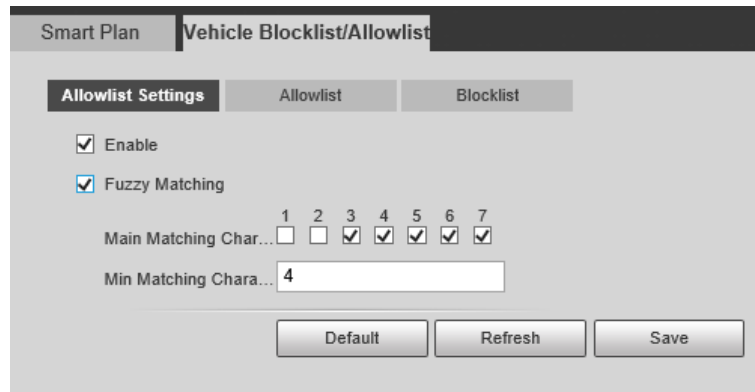 Smart Plan Vehicle Blocklist/Allowlist
Allowlist Settings Allowlist Blocklist
Enable
Fuzzy Matching
1 2 3 4 5 6 7
Main Matching Char...
Min Matching Chara... 4
Default Refresh Save